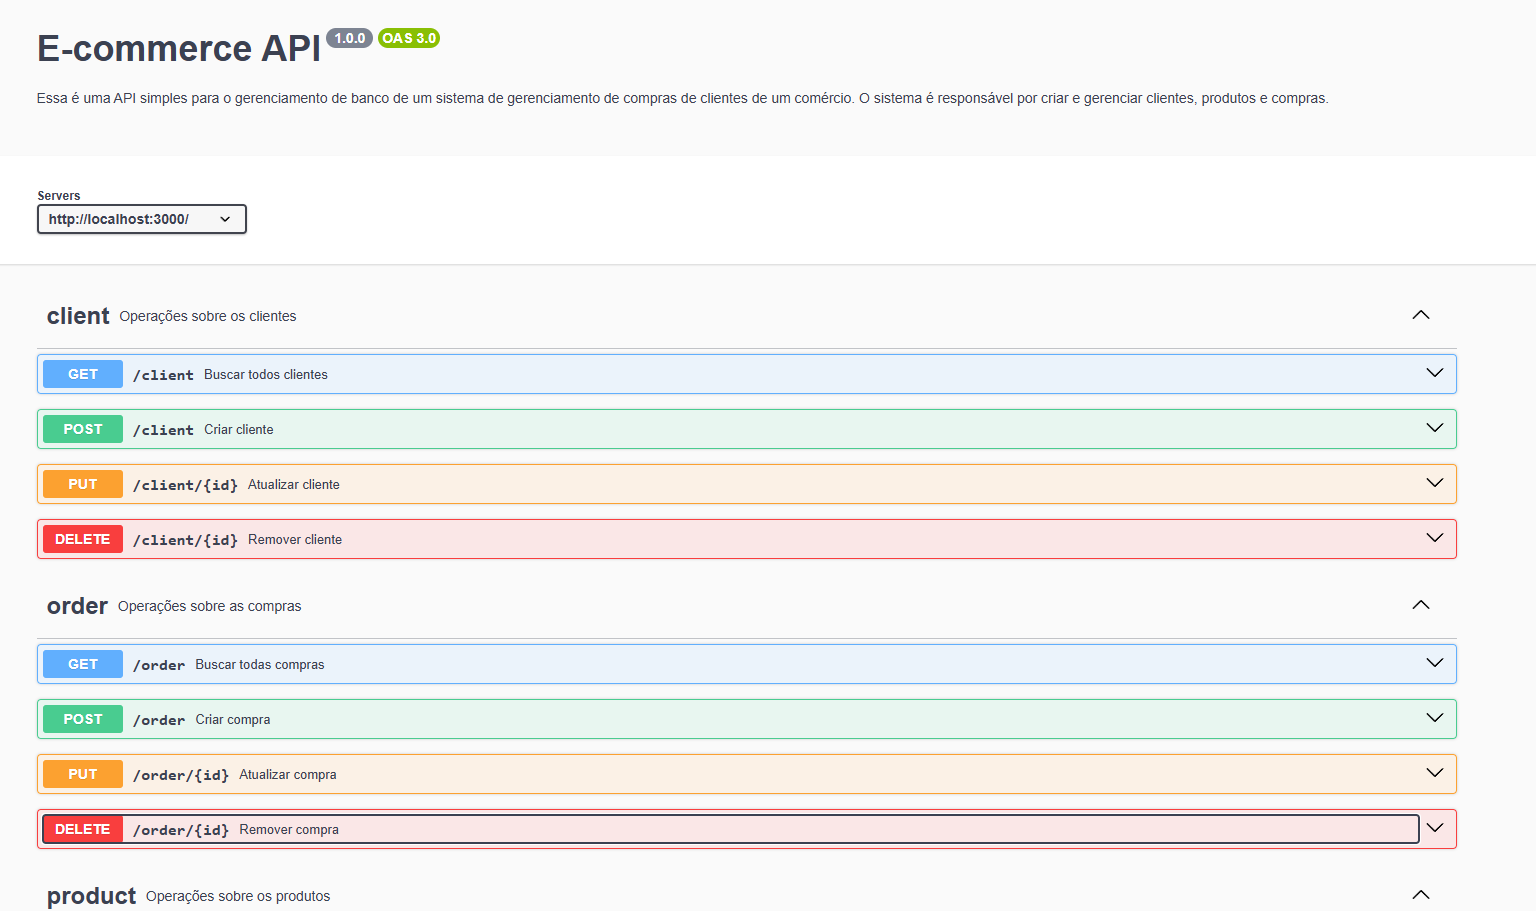 E-commerce API 1.0.0 OAS 3.0
Essa é uma API simples para o gerenciamento de banco de um sistema de gerenciamento de compras de clientes de um comércio. O sistema é responsável por criar e gerenciar clientes, produtos e compras.
Servers
http://localhost:3000/
client Operações sobre os clientes
GET /client Buscar todos clientes
POST /client Criar cliente
PUT /client/{id} Atualizar cliente
DELETE /client/{id} Remover cliente
order Operações sobre as compras
GET /order Buscar todas compras
POST /order Criar compra
PUT /order/{id} Atualizar compra
DELETE /order/{id} Remover compra
product Operações sobre os produtos